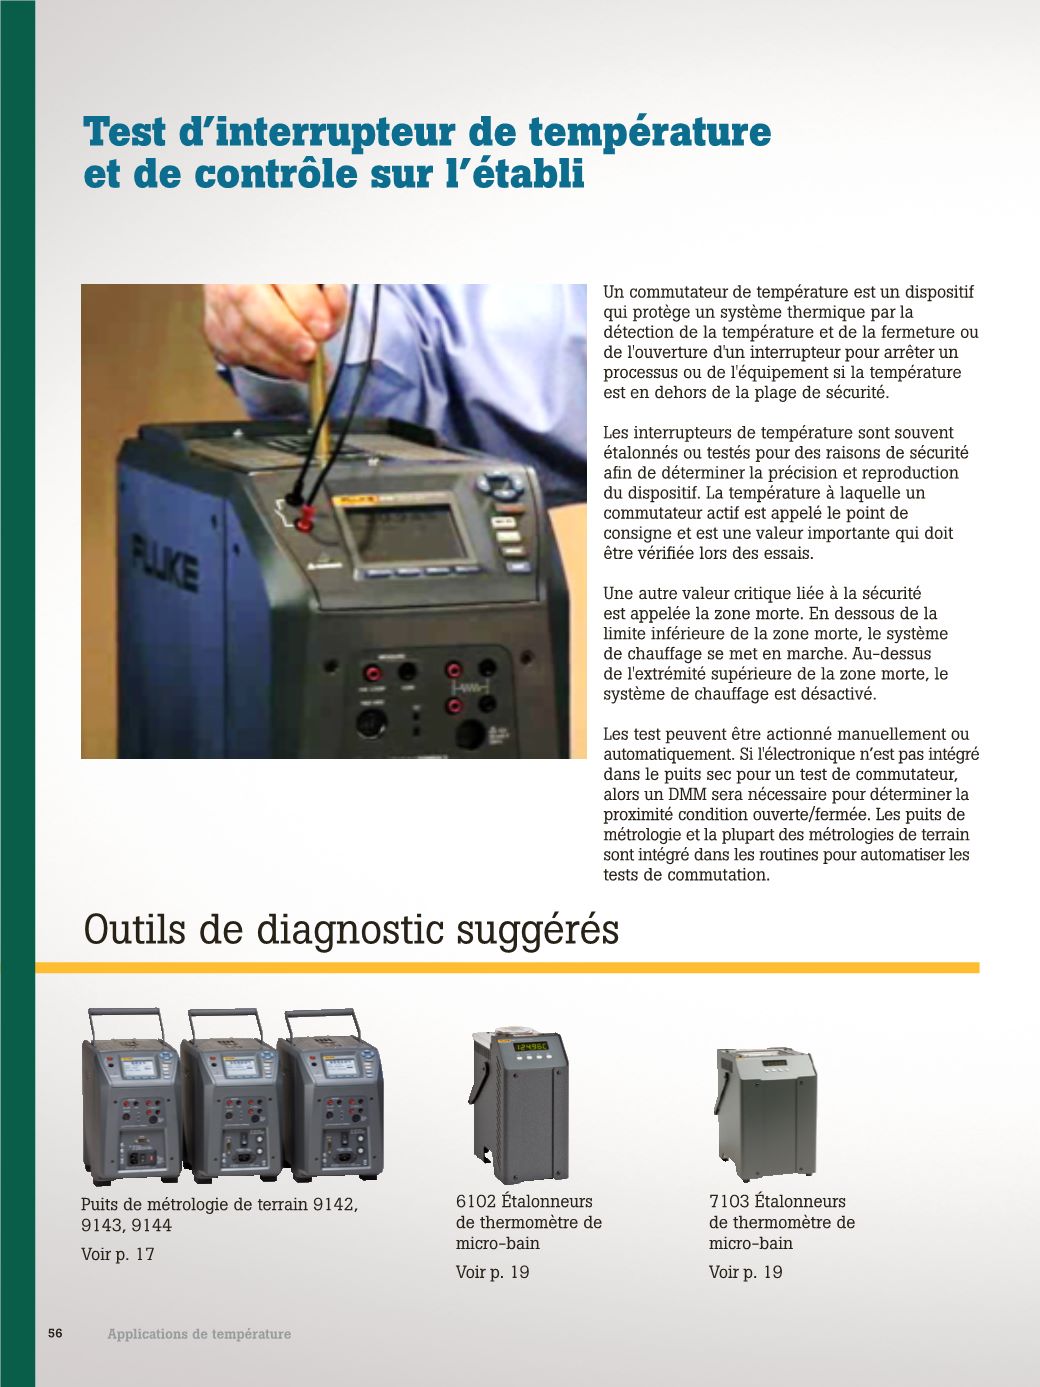 Test d’interrupteur de température
et de contrôle sur l’établi
FLUKE
FLUKE
Un commutateur de température est un dispositif
qui protège un système thermique par la
détection de la température et de la fermeture ou
de l'ouverture d'un interrupteur pour arrêter un
processus ou de l'équipement si la température
est en dehors de la plage de sécurité.
Les interrupteurs de température sont souvent
étalonnés ou testés pour des raisons de sécurité
afin de déterminer la précision et reproduction
du dispositif. La température à laquelle un
commutateur actif est appelé le point de
consigne et est une valeur importante qui doit
être vérifiée lors des essais.
Une autre valeur critique liée à la sécurité
est appelée la zone morte. En dessous de la
limite inférieure de la zone morte, le système
de chauffage se met en marche. Au-dessus
de l'extrémité supérieure de la zone morte, le
système de chauffage est désactivé.
Les test peuvent être actionné manuellement ou
automatiquement. Si l'électronique n’est pas intégré
dans le puits sec pour un test de commutateur,
alors un DMM sera nécessaire pour déterminer la
proximité condition ouverte/fermée. Les puits de
métrologie et la plupart des métrologies de terrain
sont intégré dans les routines pour automatiser les
tests de commutation.
Outils de diagnostic suggérés
Puits de métrologie de terrain 9142,
9143, 9144
Voir p. 17
124.96C
6102 Étalonneurs
de thermomètre de
micro-bain
Voir p. 19
7103 Étalonneurs
de thermomètre de
micro-bain
Voir p. 19
56
Applications de température